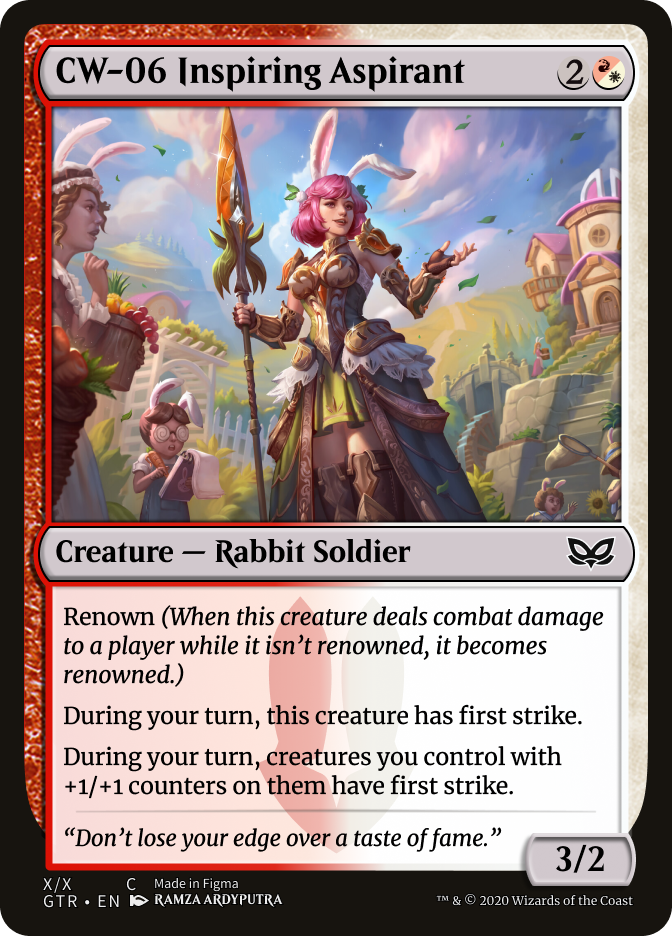 CW-06 Inspiring Aspirant 2
Creature — Rabbit Soldier
Renown (When this creature deals combat damage
to a player while it isn't renowned, it becomes
renowned.)
During your turn, this creature has first strike.
During your turn, creatures you control with
+1/+1 counters on them have first strike.
“Don't lose your edge over a taste of fame.”
3/2
X/X C Made in Figma
GTR • EN RAMZA ARDYPUTRA ™ & © 2020 Wizards of the Coast